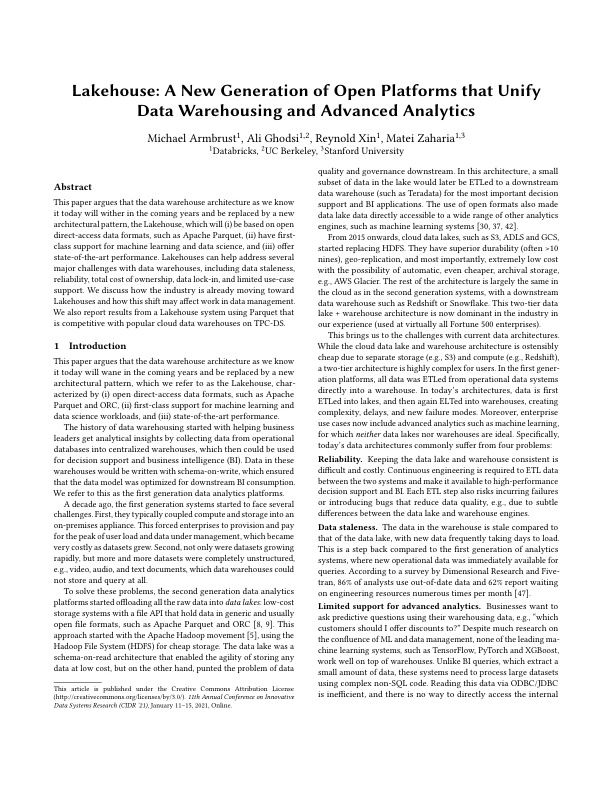 Lakehouse: A New Generation of Open Platforms that Unify
Data Warehousing and Advanced Analytics
Michael Armbrust1, Ali Ghodsi1,2, Reynold Xin1, Matei Zaharia1,3
1Databricks, 2UC Berkeley, 3Stanford University
Abstract
This paper argues that the data warehouse architecture as we know
it today will wither in the coming years and be replaced by a new
architectural pattern, the Lakehouse, which will (i) be based on open
direct-access data formats, such as Apache Parquet, (ii) have first-
class support for machine learning and data science, and (iii) offer
state-of-the-art performance. Lakehouses can help address several
major challenges with data warehouses, including data staleness,
reliability, total cost of ownership, data lock-in, and limited use-case
support. We discuss how the industry is already moving toward
Lakehouses and how this shift may affect work in data management.
We also report results from a Lakehouse system using Parquet that
is competitive with popular cloud data warehouses on TPC-DS.
1 Introduction
This paper argues that the data warehouse architecture as we know
it today will wane in the coming years and be replaced by a new
architectural pattern, which we refer to as the Lakehouse, char-
acterized by (i) open direct-access data formats, such as Apache
Parquet and ORC, (ii) first-class support for machine learning and
data science workloads, and (iii) state-of-the-art performance.
The history of data warehousing started with helping business
leaders get analytical insights by collecting data from operational
databases into centralized warehouses, which then could be used
for decision support and business intelligence (BI). Data in these
warehouses would be written with schema-on-write, which ensured
that the data model was optimized for downstream BI consumption.
We refer to this as the first generation data analytics platforms.
A decade ago, the first generation systems started to face several
challenges. First, they typically coupled compute and storage into an
on-premises appliance. This forced enterprises to provision and pay
for the peak of user load and data under management, which became
very costly as datasets grew. Second, not only were datasets growing
rapidly, but more and more datasets were completely unstructured,
e.g., video, audio, and text documents, which data warehouses could
not store and query at all.
To solve these problems, the second generation data analytics
platforms started offloading all the raw data into data lakes: low-cost
storage systems with a file API that hold data in generic and usually
open file formats, such as Apache Parquet and ORC [8, 9]. This
approach started with the Apache Hadoop movement [5], using the
Hadoop File System (HDFS) for cheap storage. The data lake was a
schema-on-read architecture that enabled the agility of storing any
data at low cost, but on the other hand, punted the problem of data
This article is published under the Creative Commons Attribution License
(http://creativecommons.org/licenses/by/3.0/). 11th Annual Conference on Innovative
Data Systems Research (CIDR '21), January 11–15, 2021, Online.
quality and governance downstream. In this architecture, a small
subset of data in the lake would later be ETLed to a downstream
data warehouse (such as Teradata) for the most important decision
support and BI applications. The use of open formats also made
data lake data directly accessible to a wide range of other analytics
engines, such as machine learning systems [30, 37, 42].
From 2015 onwards, cloud data lakes, such as S3, ADLS and GCS,
started replacing HDFS. They have superior durability (often >10
nines), geo-replication, and most importantly, extremely low cost
with the possibility of automatic, even cheaper, archival storage,
e.g., AWS Glacier. The rest of the architecture is largely the same in
the cloud as in the second generation systems, with a downstream
data warehouse such as Redshift or Snowflake. This two-tier data
lake + warehouse architecture is now dominant in the industry in
our experience (used at virtually all Fortune 500 enterprises).
This brings us to the challenges with current data architectures.
While the cloud data lake and warehouse architecture is ostensibly
cheap due to separate storage (e.g., S3) and compute (e.g., Redshift),
a two-tier architecture is highly complex for users. In the first gener-
ation platforms, all data was ETLed from operational data systems
directly into a warehouse. In today's architectures, data is first
ETLed into lakes, and then again ELTed into warehouses, creating
complexity, delays, and new failure modes. Moreover, enterprise
use cases now include advanced analytics such as machine learning,
for which neither data lakes nor warehouses are ideal. Specifically,
today's data architectures commonly suffer from four problems:
Reliability. Keeping the data lake and warehouse consistent is
difficult and costly. Continuous engineering is required to ETL data
between the two systems and make it available to high-performance
decision support and BI. Each ETL step also risks incurring failures
or introducing bugs that reduce data quality, e.g., due to subtle
differences between the data lake and warehouse engines.
Data staleness. The data in the warehouse is stale compared to
that of the data lake, with new data frequently taking days to load.
This is a step back compared to the first generation of analytics
systems, where new operational data was immediately available for
queries. According to a survey by Dimensional Research and Five-
tran, 86% of analysts use out-of-date data and 62% report waiting
on engineering resources numerous times per month [47].
Limited support for advanced analytics. Businesses want to
ask predictive questions using their warehousing data, e.g., “which
customers should I offer discounts to?” Despite much research on
the confluence of ML and data management, none of the leading ma-
chine learning systems, such as TensorFlow, PyTorch and XGBoost,
work well on top of warehouses. Unlike BI queries, which extract a
small amount of data, these systems need to process large datasets
using complex non-SQL code. Reading this data via ODBC/JDBC
is inefficient, and there is no way to directly access the internal